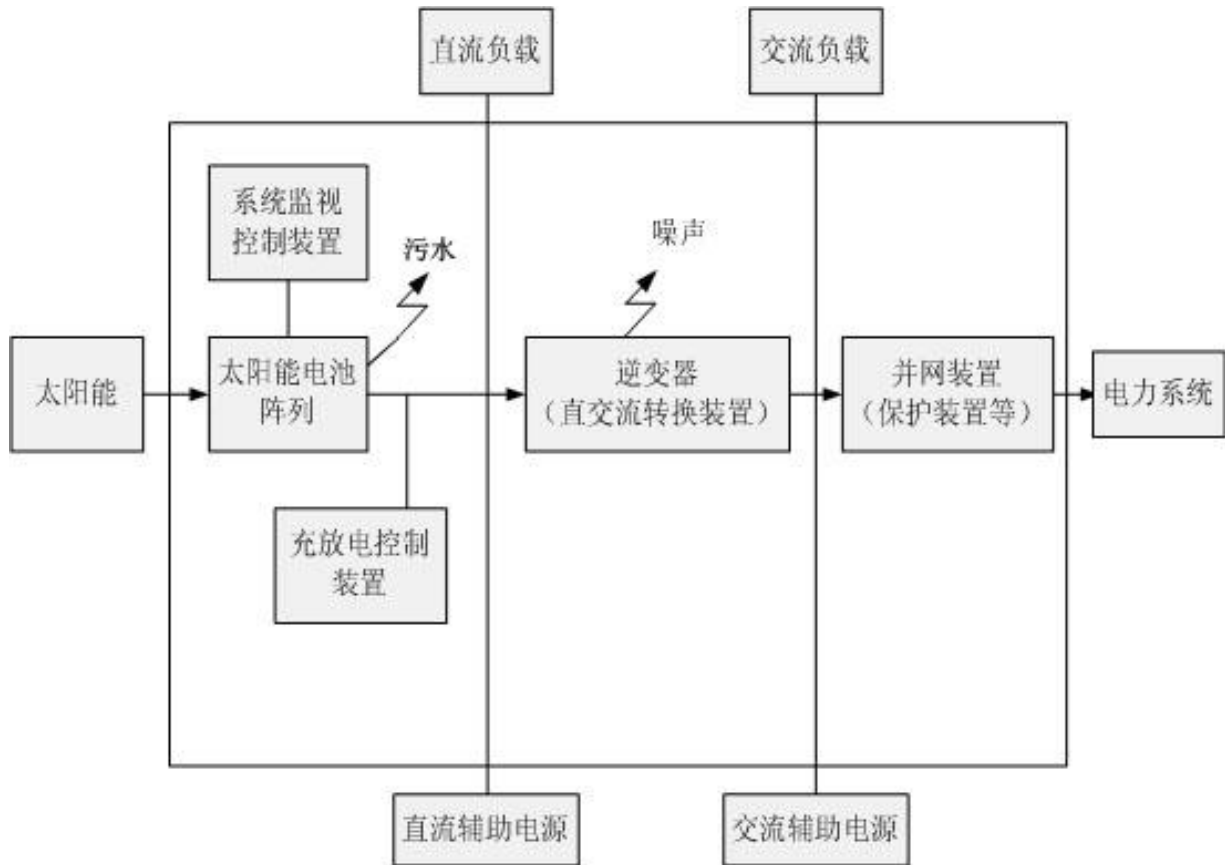 直流负载
交流负载
系统监视
控制装置
污水
噪声
太阳能
太阳能电池
阵列
逆变器
（直交流转换装置）
并网装置
（保护装置等）
电力系统
充放电控制
装置
直流辅助电源
交流辅助电源